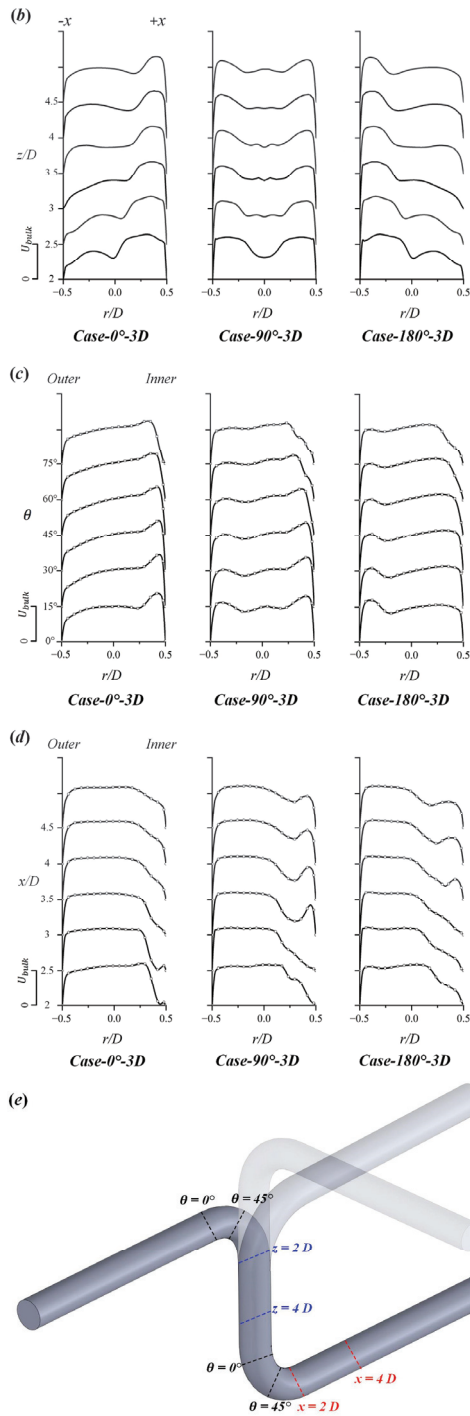 (b)
-x +x
4.5
4
z/D 3.5
3
2.5
2
U_bulk
0
−0.5 0.0 0.5 −0.5 0.0 0.5 −0.5 0.0 0.5
r/D r/D r/D
Case-0°-3D Case-90°-3D Case-180°-3D
(c)
Outer Inner
75°
60°
θ 45°
30°
15°
0°
U_bulk
0
−0.5 0.0 0.5 −0.5 0.0 0.5 −0.5 0.0 0.5
r/D r/D r/D
Case-0°-3D Case-90°-3D Case-180°-3D
(d)
Outer Inner
4.5
4
x/D 3.5
3
2.5
2
U_bulk
0
−0.5 0.0 0.5 −0.5 0.0 0.5 −0.5 0.0 0.5
r/D r/D r/D
Case-0°-3D Case-90°-3D Case-180°-3D
(e)
θ = 0° θ = 45°
z = 2 D
z = 4 D
θ = 0°
x = 4 D
θ = 45° x = 2 D